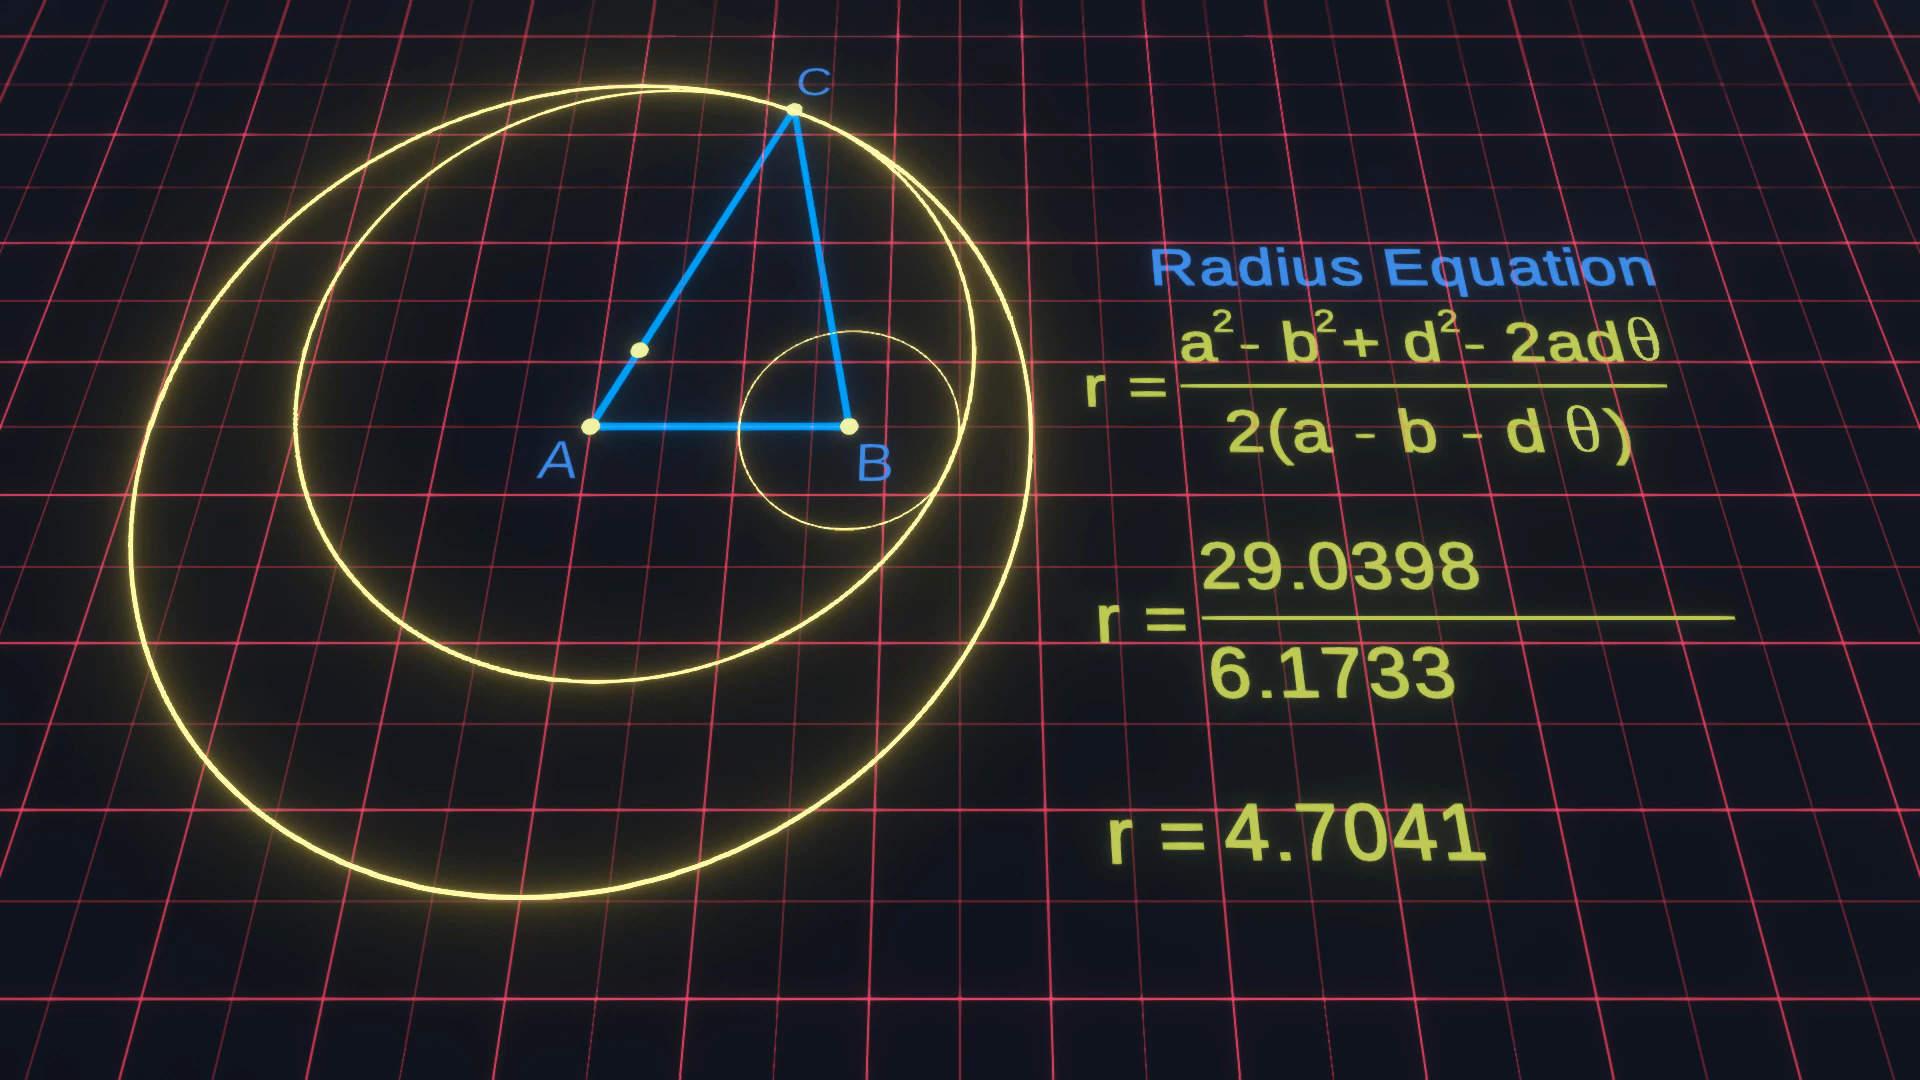 C
A
B
Radius Equation
r = a² - b² + d² - 2adθ
2(a - b - d θ)
r = 29.0398
6.1733
r = 4.7041